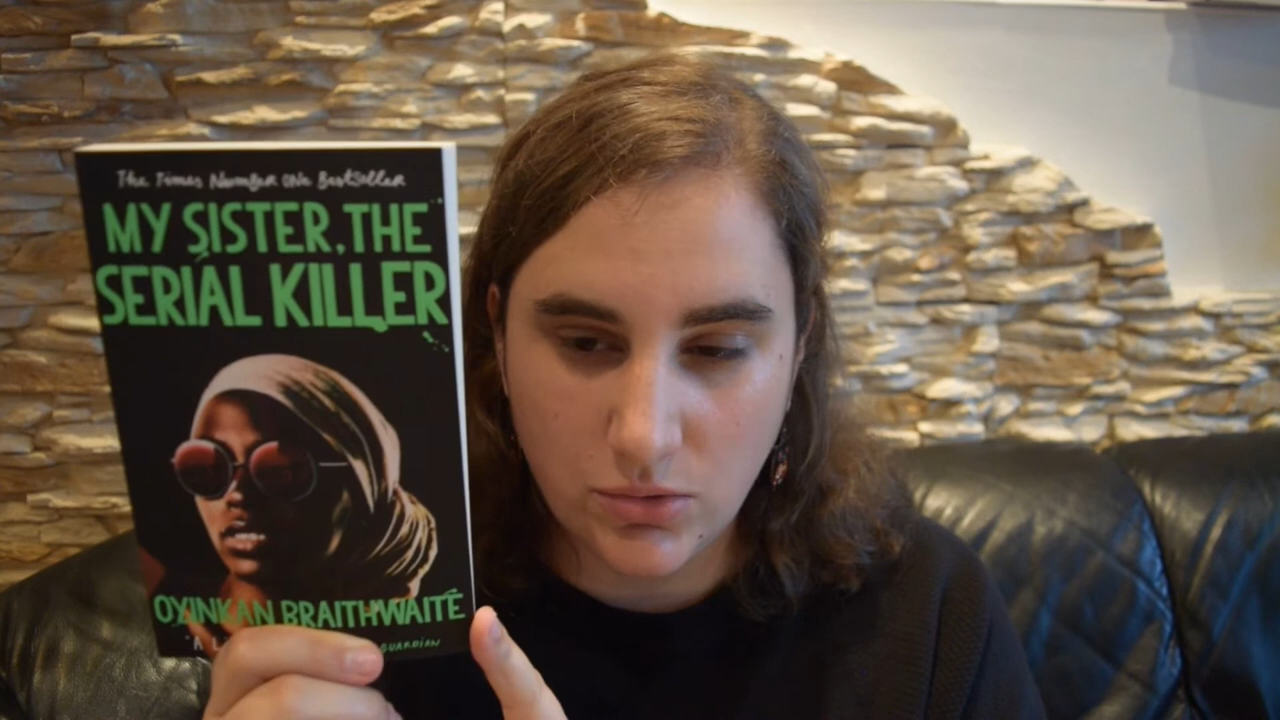 The Times Number One Bestseller
MY SISTER, THE
SERIAL KILLER
OYINKAN BRAITHWAITE
"A
GUARDIAN